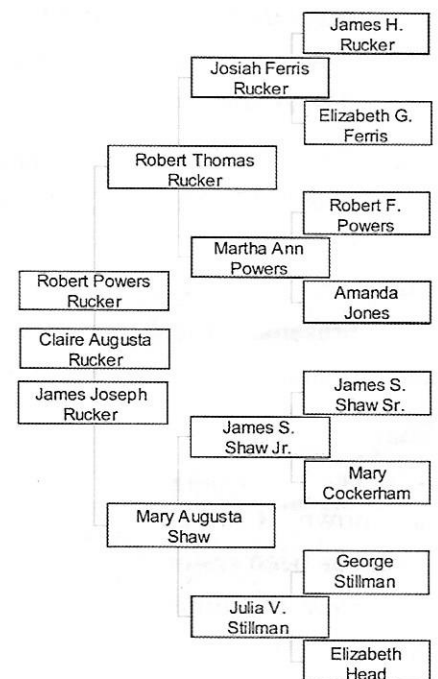 James H.
Rucker
Josiah Ferris
Rucker
Elizabeth G.
Ferris
Robert Thomas
Rucker
Robert F.
Powers
Martha Ann
Powers
Amanda
Jones
Robert Powers
Rucker
Claire Augusta
Rucker
James Joseph
Rucker
James S.
Shaw Sr.
James S.
Shaw Jr.
Mary
Cockerham
Mary Augusta
Shaw
George
Stillman
Julia V.
Stillman
Elizabeth
Head